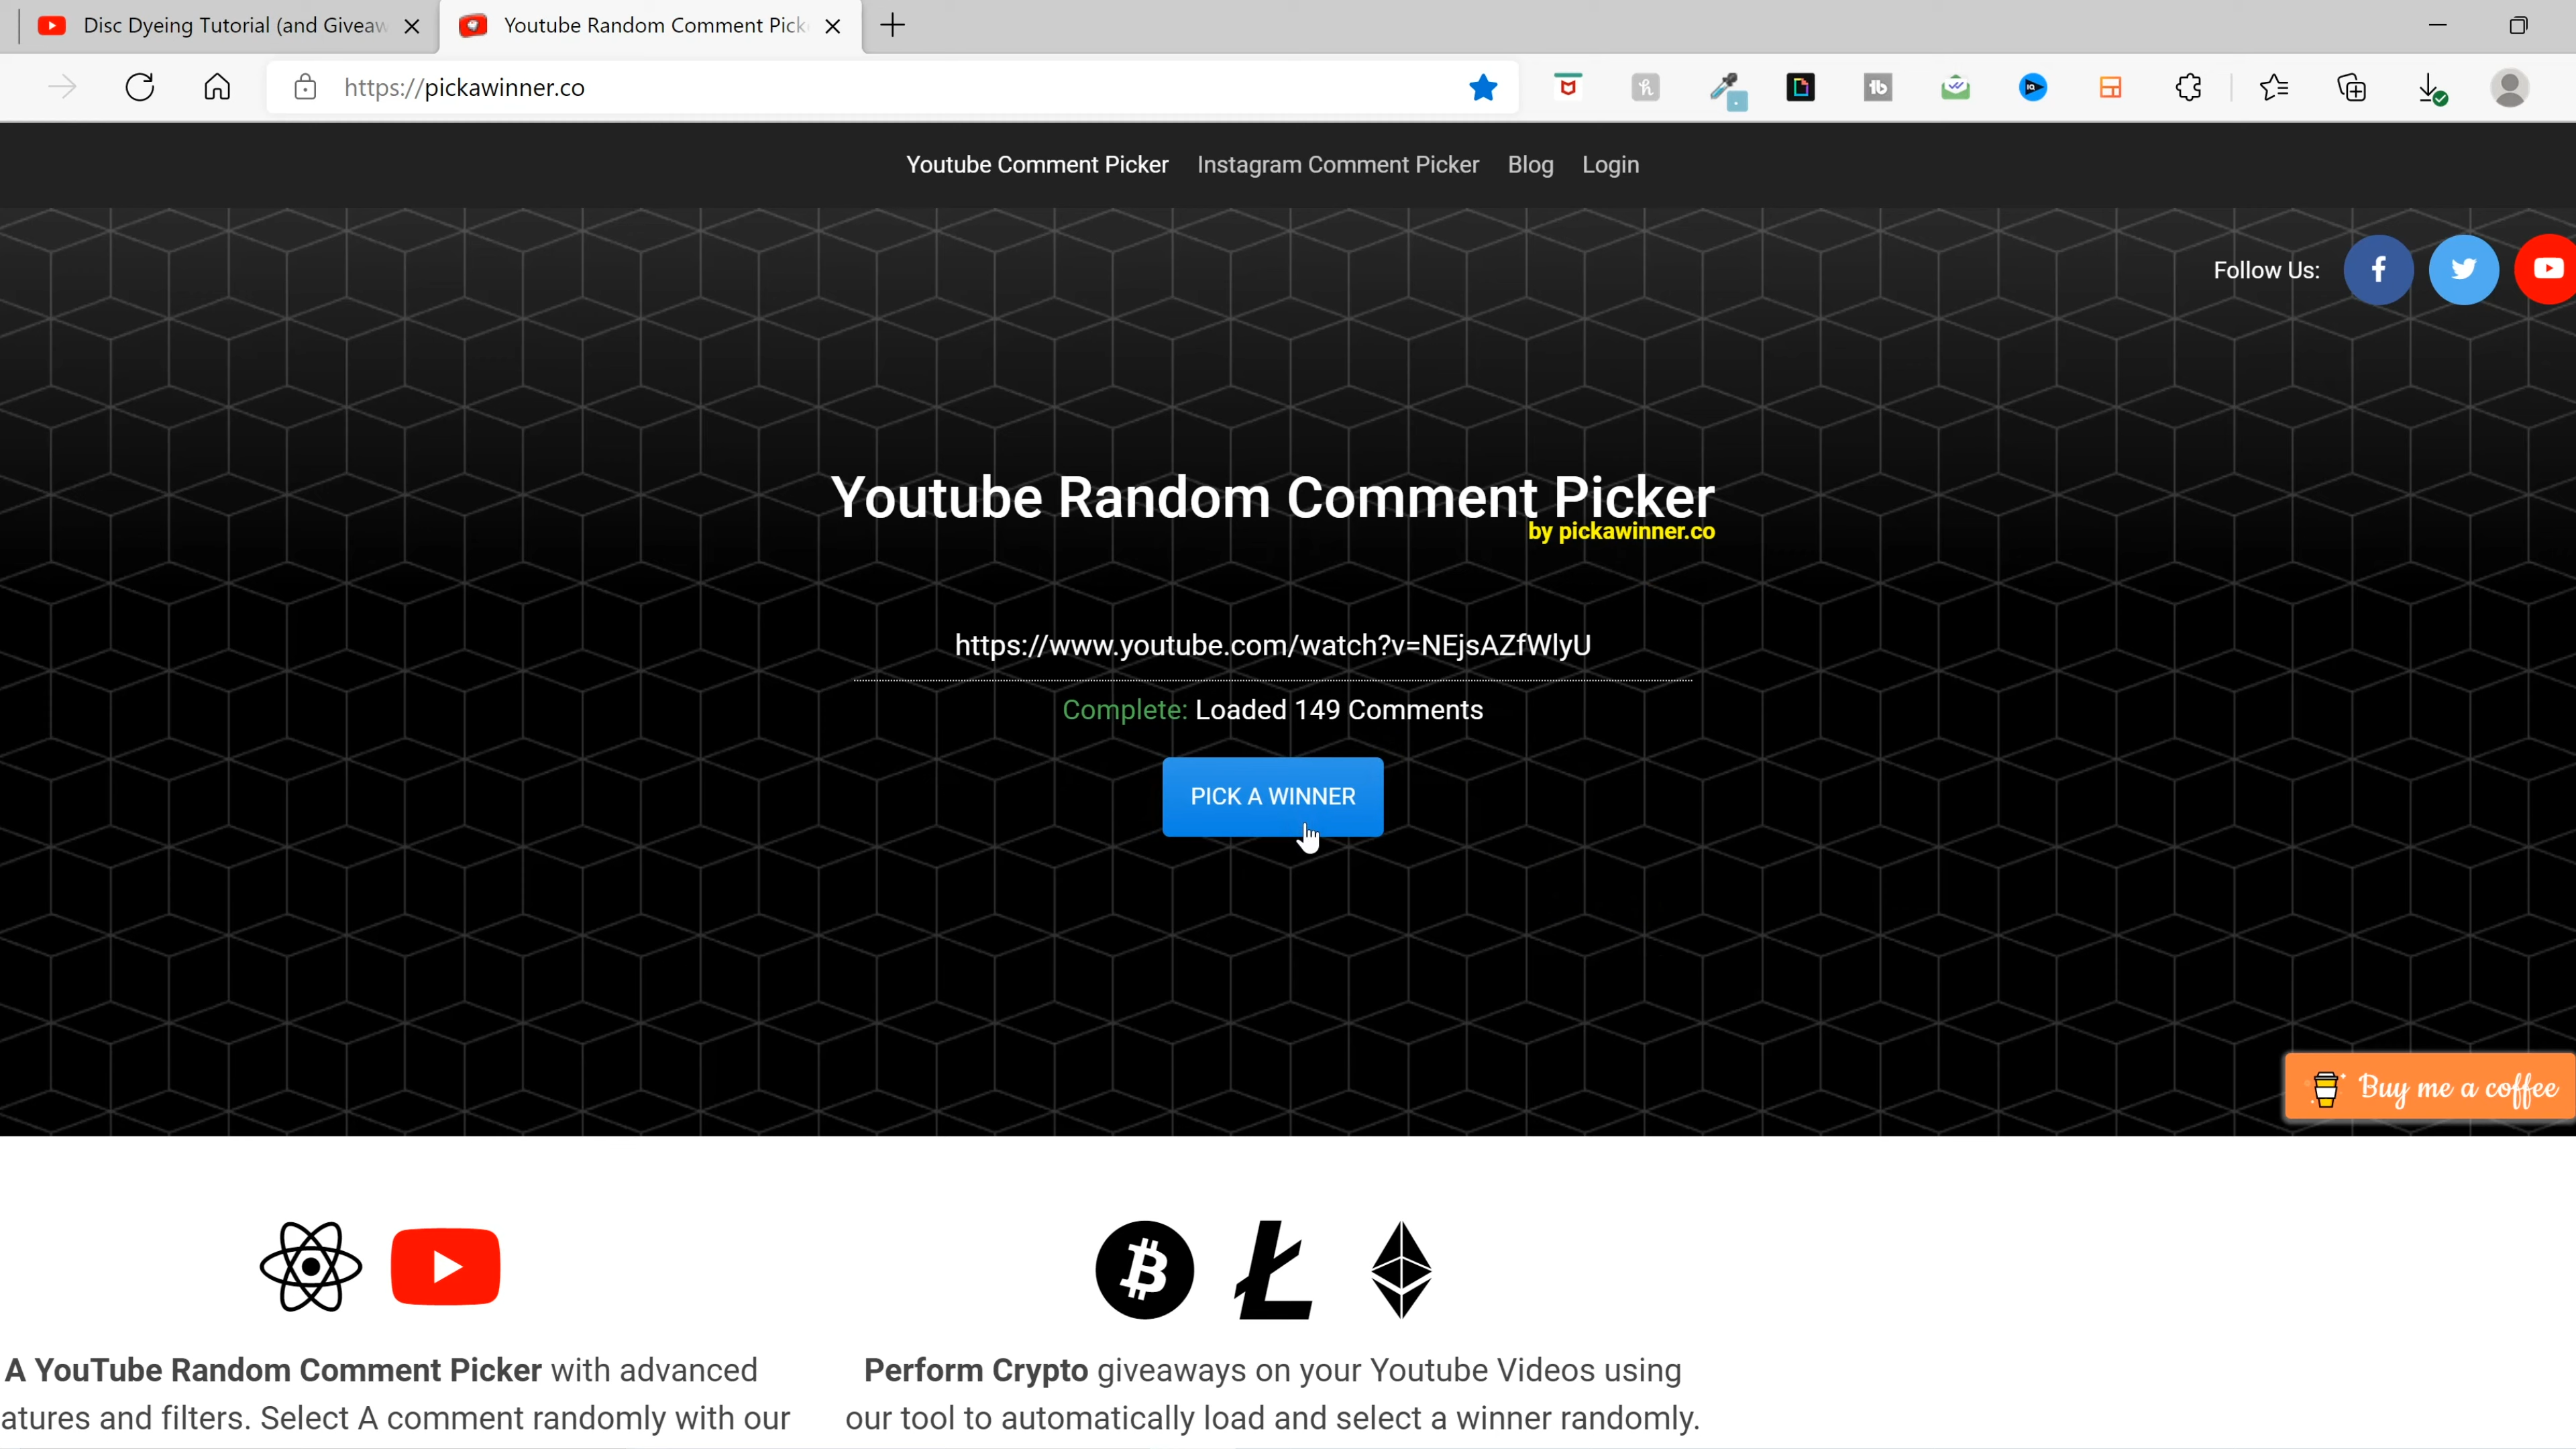 Disc Dyeing Tutorial (and Giveaw
Youtube Random Comment Pick
https://pickawinner.co
Youtube Comment Picker Instagram Comment Picker Blog Login
Follow Us:
Youtube Random Comment Picker
by pickawinner.co
https://www.youtube.com/watch?v=NEjsAZfWlyU
Complete: Loaded 149 Comments
PICK A WINNER
Buy me a coffee
A YouTube Random Comment Picker with advanced
atures and filters. Select A comment randomly with our
Perform Crypto giveaways on your Youtube Videos using
our tool to automatically load and select a winner randomly.